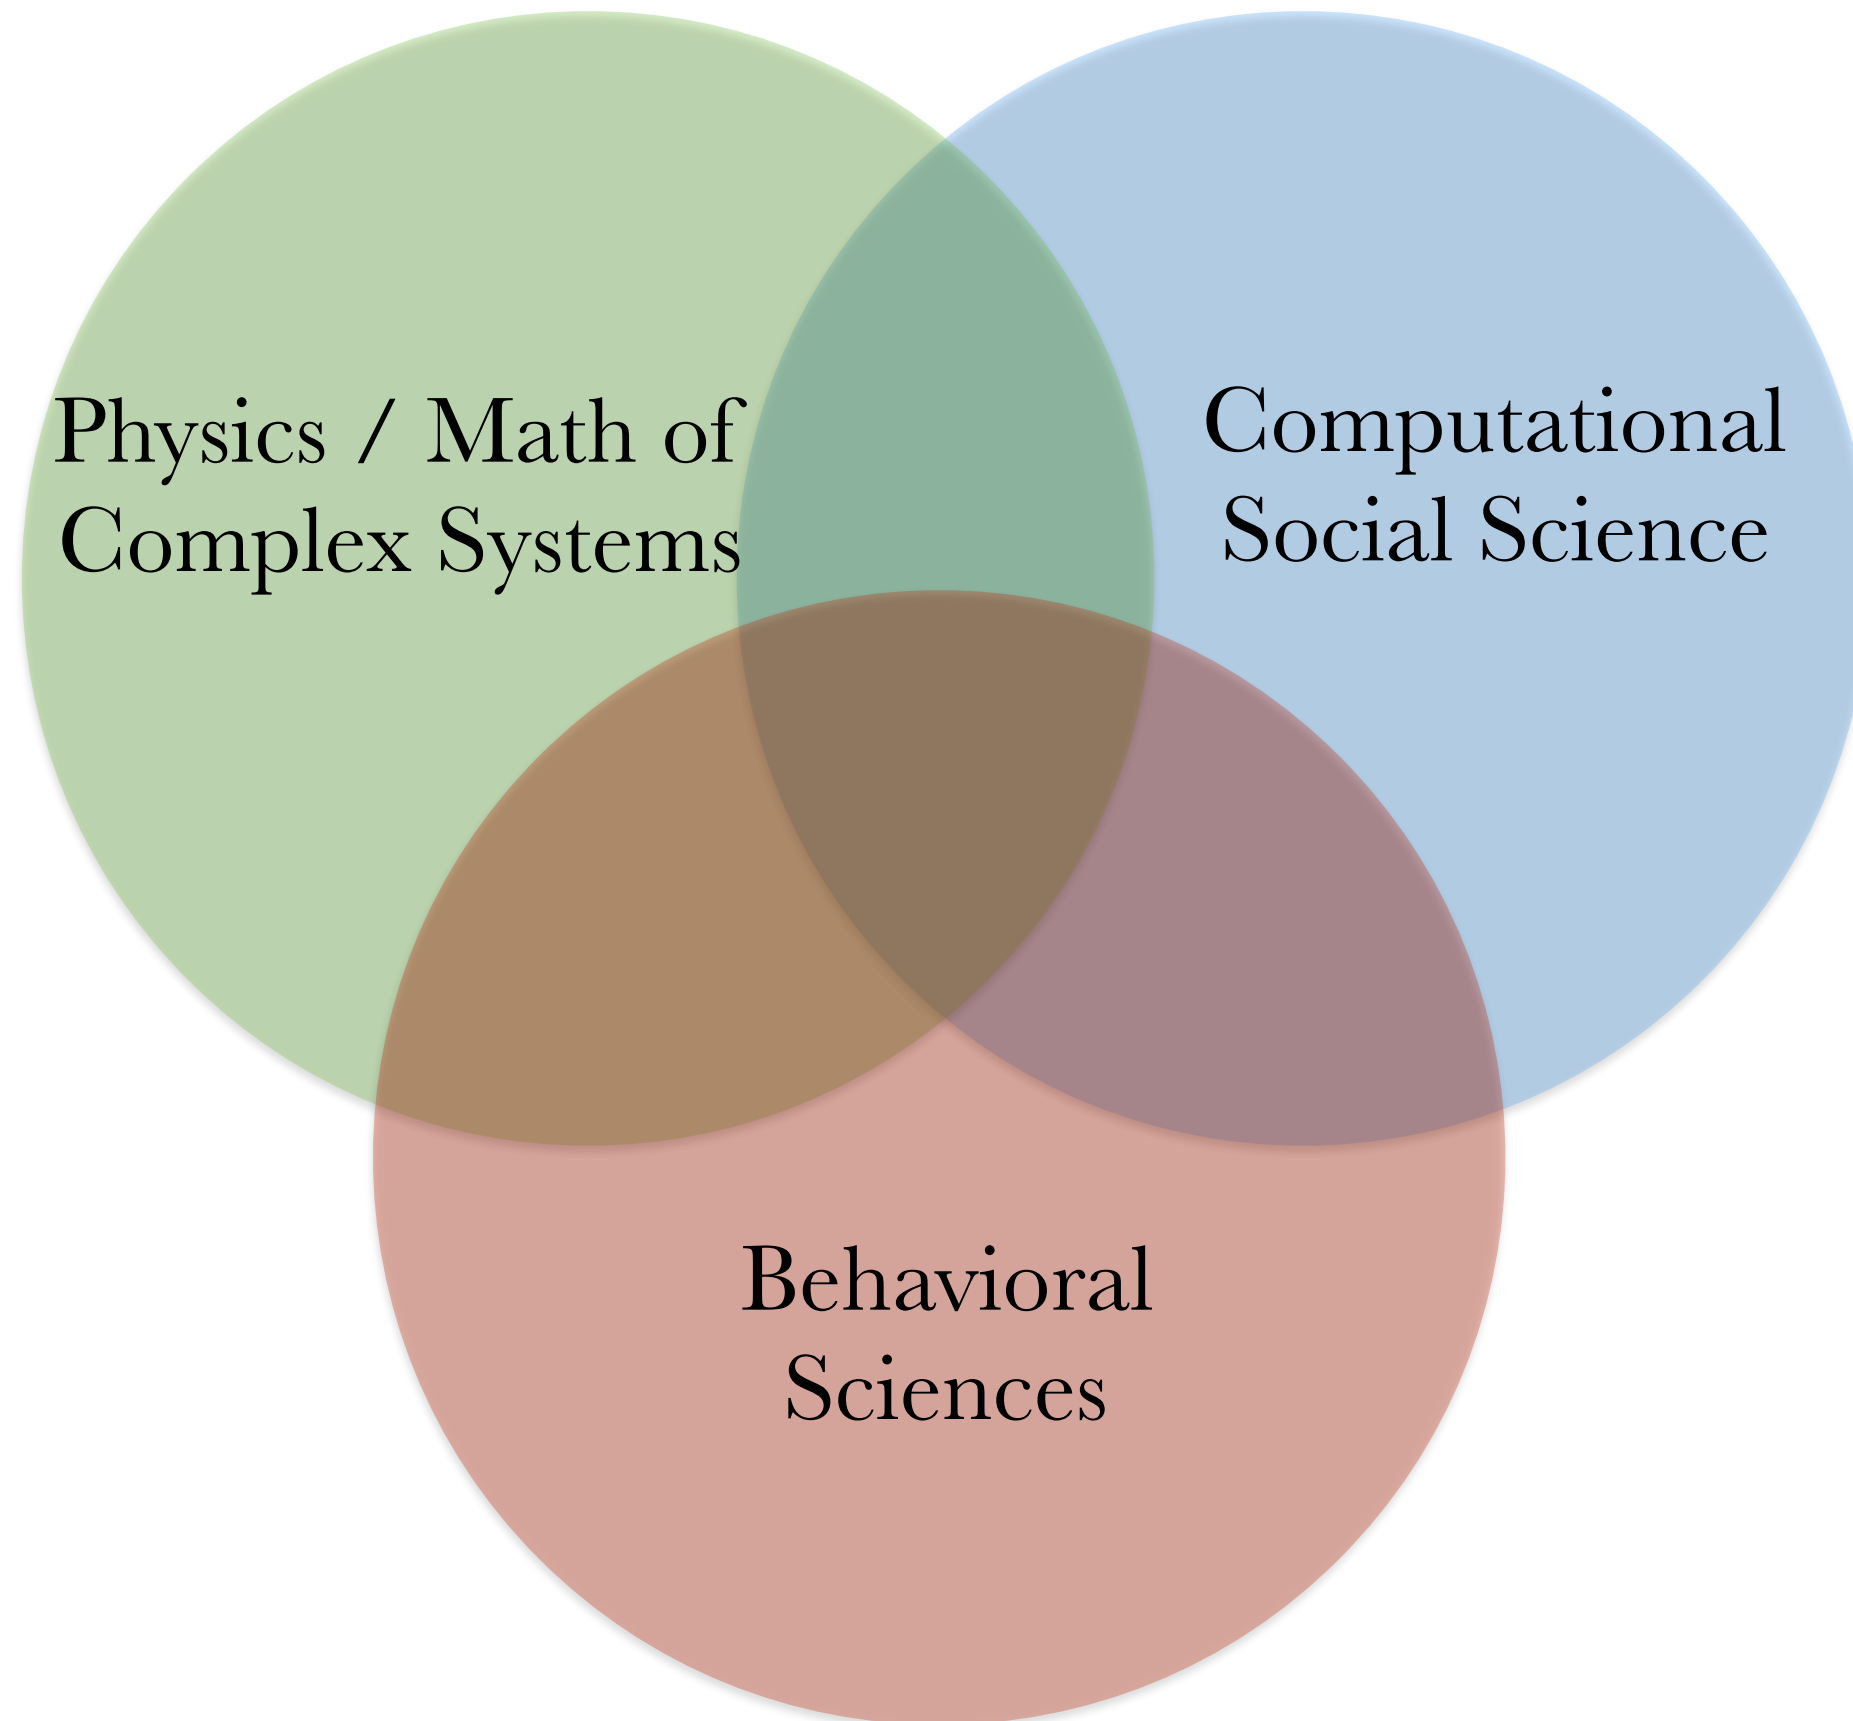 Physics / Math of
Complex Systems
Computational
Social Science
Behavioral
Sciences